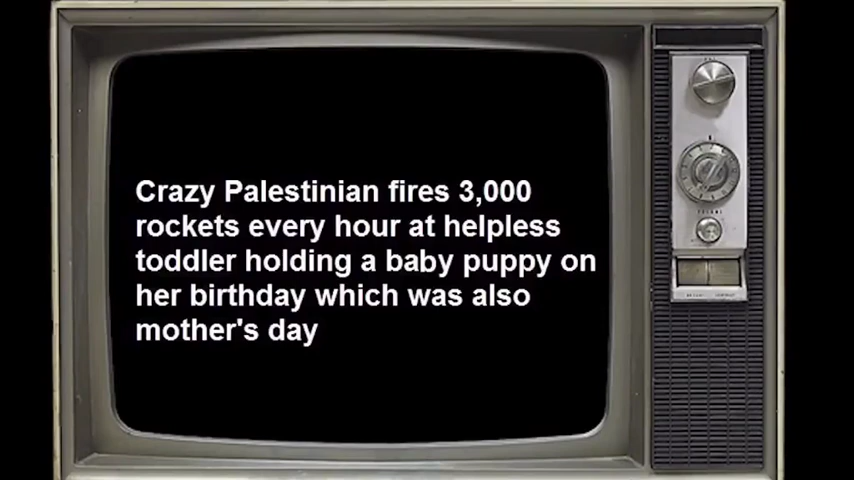 Crazy Palestinian fires 3,000
rockets every hour at helpless
toddler holding a baby puppy on
her birthday which was also
mother's day